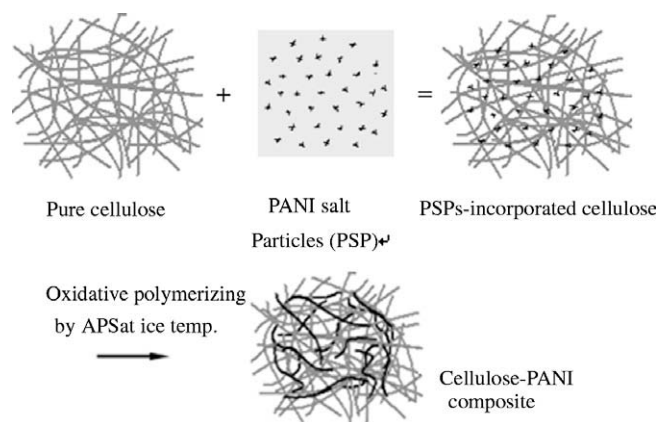 +
=
Pure cellulose
PANI salt
Particles (PSP)↵
PSPs-incorporated cellulose
Oxidative polymerizing
by APSat ice temp.
Cellulose-PANI
composite